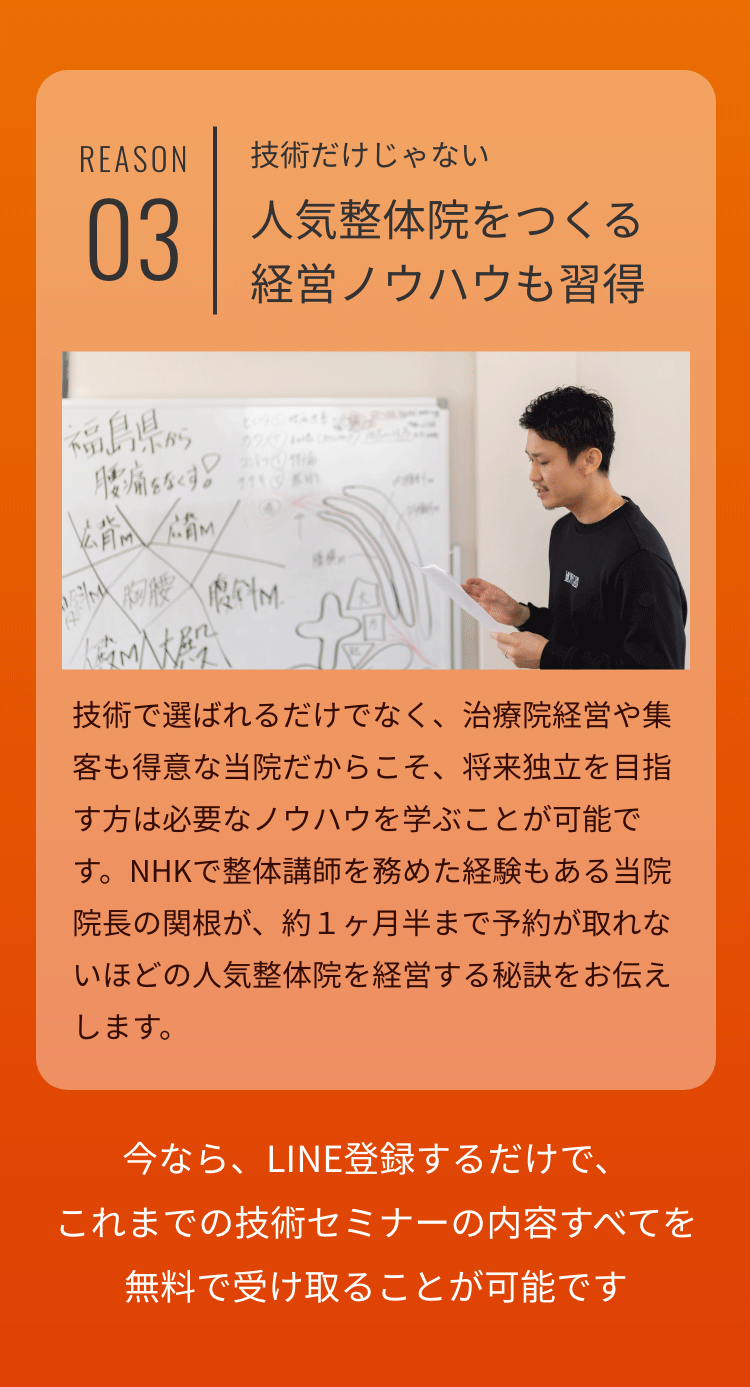 REASON
03
技術だけじゃない
人気整体院をつくる
経営ノウハウも習得
福島県から
腰痛をなくす!
広背M
広背M
胸腰
腹斜M.
大殿
技術で選ばれるだけでなく、治療院経営や集
客も得意な当院だからこそ、将来独立を目指
す方は必要なノウハウを学ぶことが可能で
す。NHKで整体講師を務めた経験もある当院
院長の関根が、約１ヶ月半まで予約が取れな
いほどの人気整体院を経営する秘訣をお伝え
します。
今なら、LINE登録するだけで、
これまでの技術セミナーの内容すべてを
無料で受け取ることが可能です